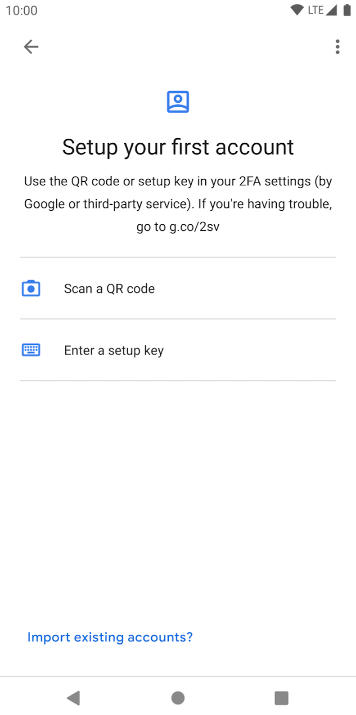 10:00
LTE
Setup your first account
Use the QR code or setup key in your 2FA settings (by
Google or third-party service). If you're having trouble,
go to g.co/2sv
Scan a QR code
Enter a setup key
Import existing accounts?